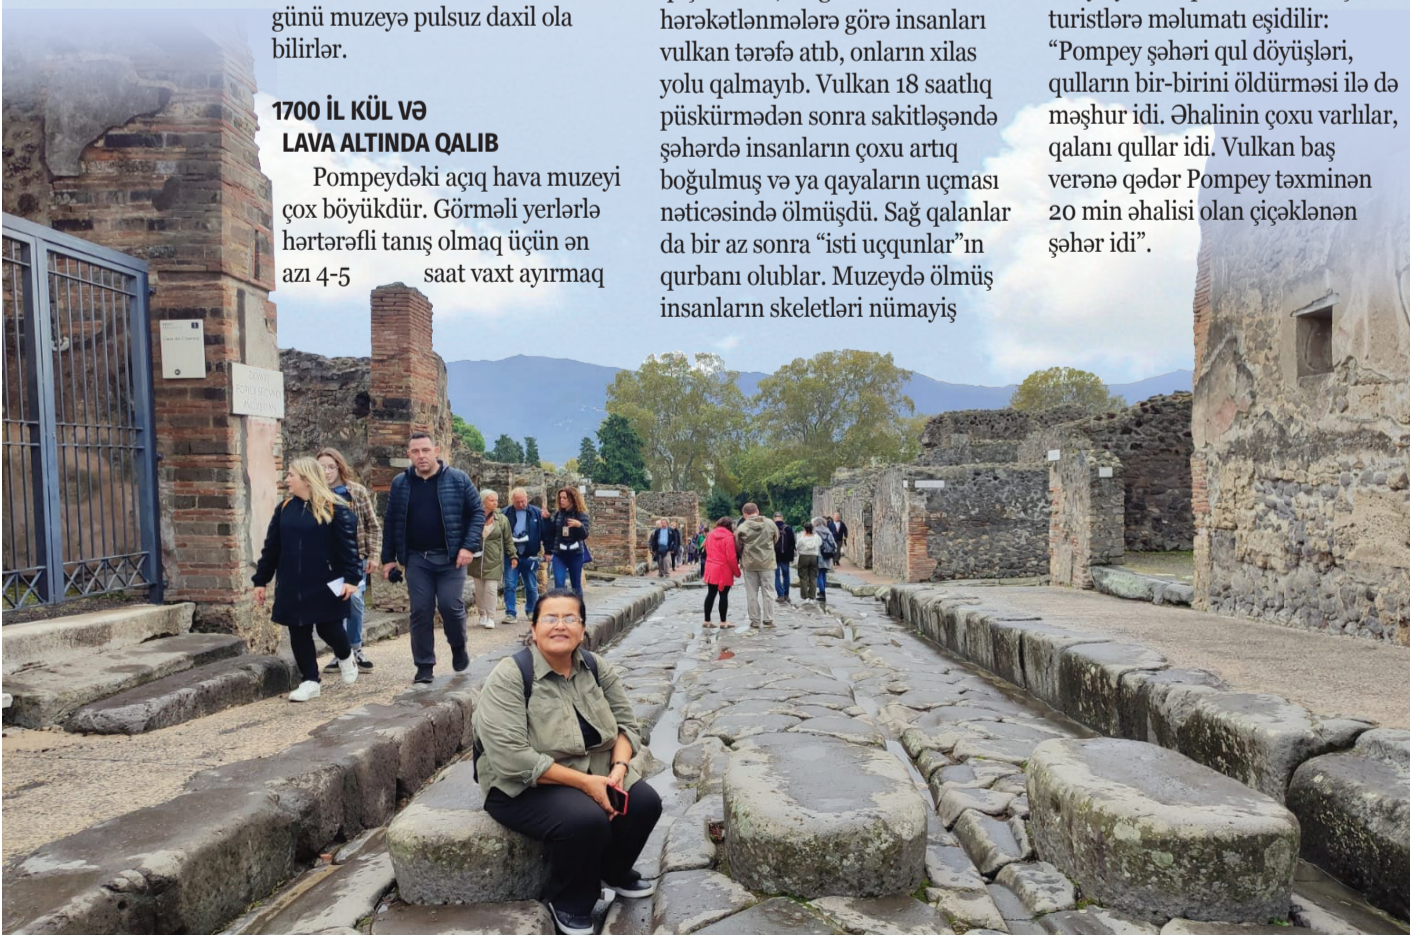 günü muzeyə pulsuz daxil ola
bilirlər.
1700 İL KÜL VƏ
LAVA ALTINDA QALIB
Pompeydəki açıq hava muzeyi
çox böyükdür. Görməli yerlərlə
hərtərəfli tanış olmaq üçün ən
azı 4-5 saat vaxt ayırmaq
hərəkətlənmələrə görə insanları
vulkan tərəfə atıb, onların xilas
yolu qalmayıb. Vulkan 18 saatlıq
püskürmədən sonra sakitləşəndə
şəhərdə insanların çoxu artıq
boğulmuş və ya qayaların uçması
nəticəsində ölmüşdü. Sağ qalanlar
da bir az sonra “isti uçqunlar”ın
qurbanı olublar. Muzeydə ölmüş
insanların skeletləri nümayiş
turistlərə məlumatı eşidilir:
“Pompey şəhəri qul döyüşləri,
qulların bir-birini öldürməsi ilə də
məşhur idi. Əhalinin çoxu varlılar,
qalanı qullar idi. Vulkan baş
verənə qədər Pompey təxminən
20 min əhalisi olan çiçəklənən
şəhər idi”.